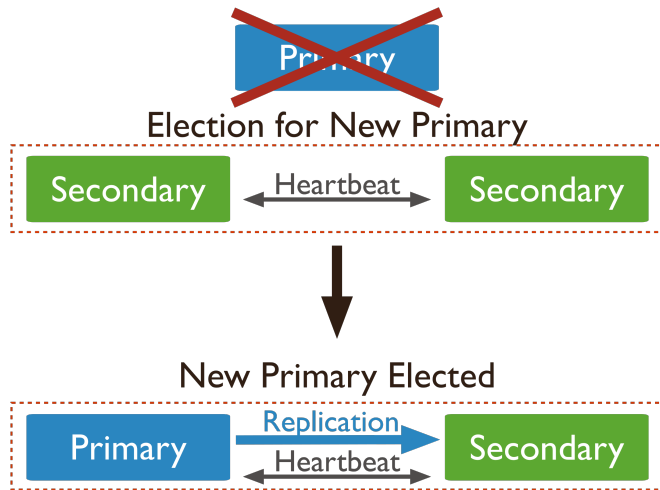 Primary
Election for New Primary
Secondary Heartbeat Secondary
New Primary Elected
Replication
Primary Secondary
Heartbeat